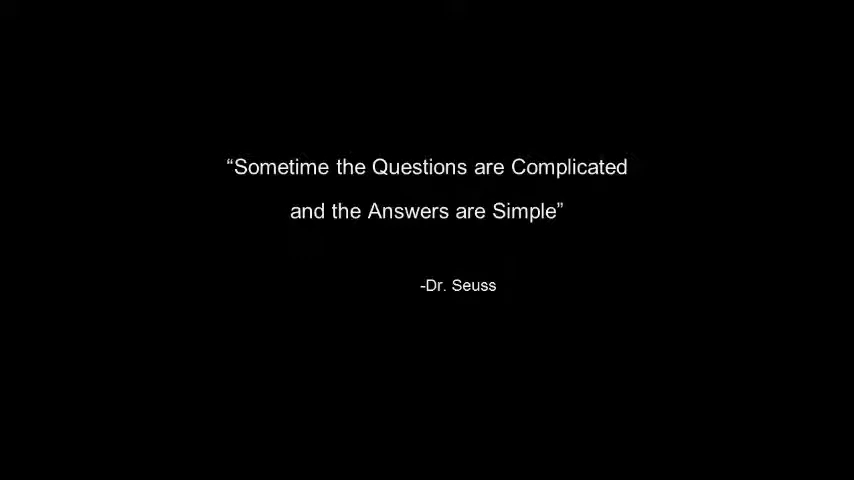 “Sometime the Questions are Complicated
and the Answers are Simple”
-Dr. Seuss